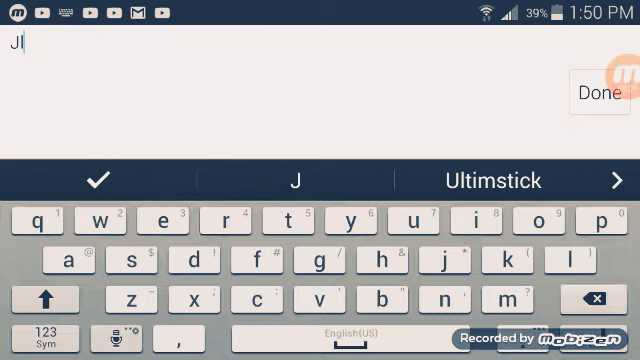 39% 1:50 PM
J
Done
J Ultimstick
q 1 w 2 e 3 r 4 t 5 y 6 u 7 i 8 o 9 p 0
a @ s $ d ! f # g / h & j * k ( l )
z - x ' c " v : b ; n , m ?
123 Sym , English(US)
Recorded by mobizen